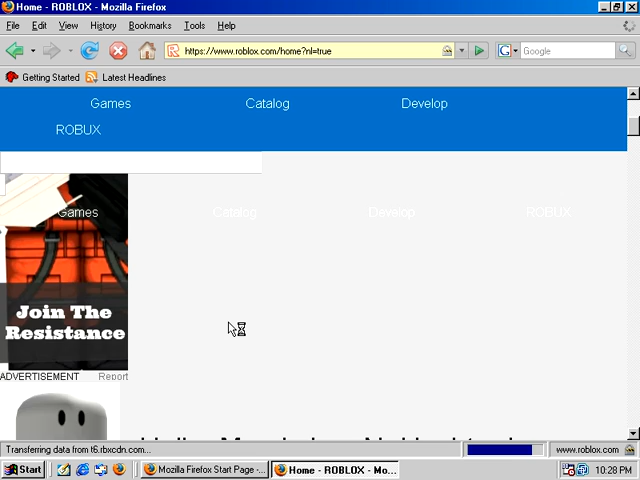 Home - ROBLOX - Mozilla Firefox
File Edit View History Bookmarks Tools Help
https://www.roblox.com/home?nl=true
Google
Getting Started Latest Headlines
Games Catalog Develop
ROBUX
Games Catalog Develop ROBUX
Join The
Resistance
ADVERTISEMENT Report
Transferring data from t6.rbxcdn.com... www.roblox.com
Start Mozilla Firefox Start Page -... Home - ROBLOX - Mo... 10:28 PM